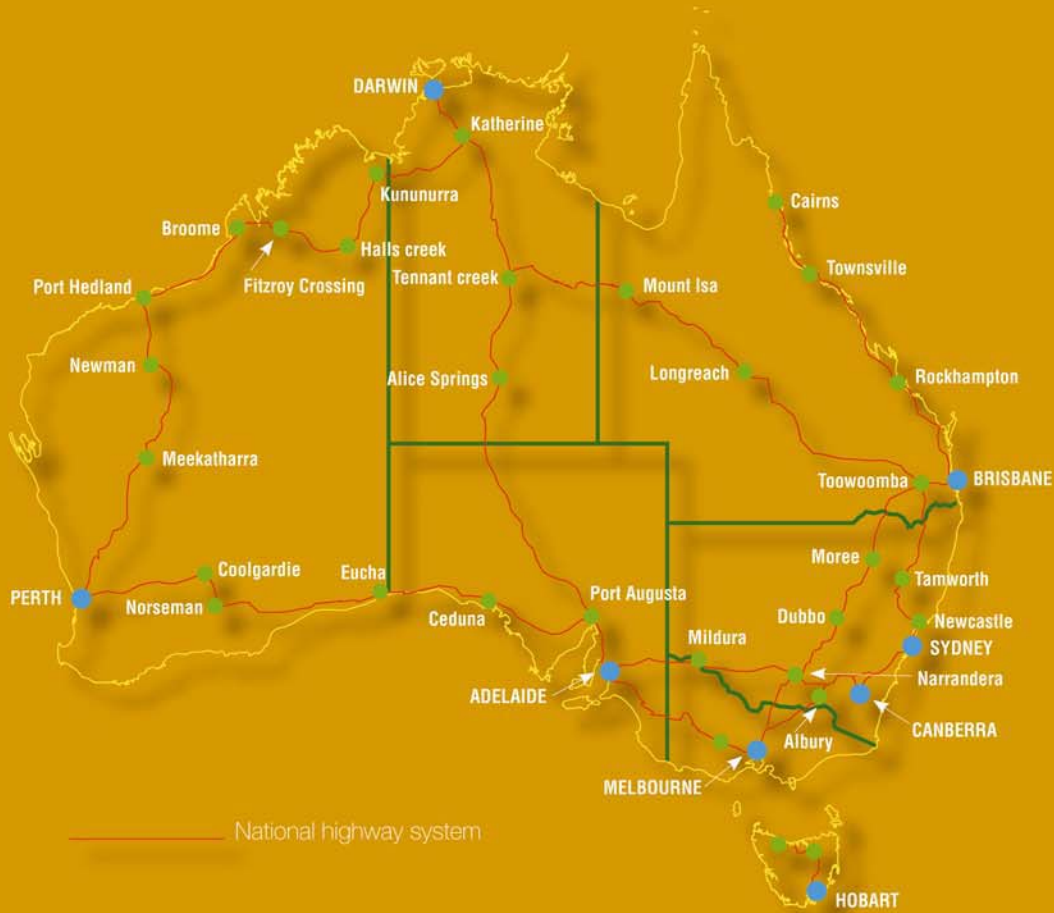 DARWIN
Katherine
Kununurra
Cairns
Broome
Halls creek
Townsville
Tennant creek
Port Hedland
Fitzroy Crossing
Mount Isa
Newman
Alice Springs
Longreach
Rockhampton
Meekatharra
Toowoomba
BRISBANE
Moree
Coolgardie
Eucha
Tamworth
PERTH
Norseman
Ceduna
Port Augusta
Dubbo
Newcastle
Mildura
SYDNEY
Narrandera
ADELAIDE
CANBERRA
Albury
MELBOURNE
National highway system
HOBART